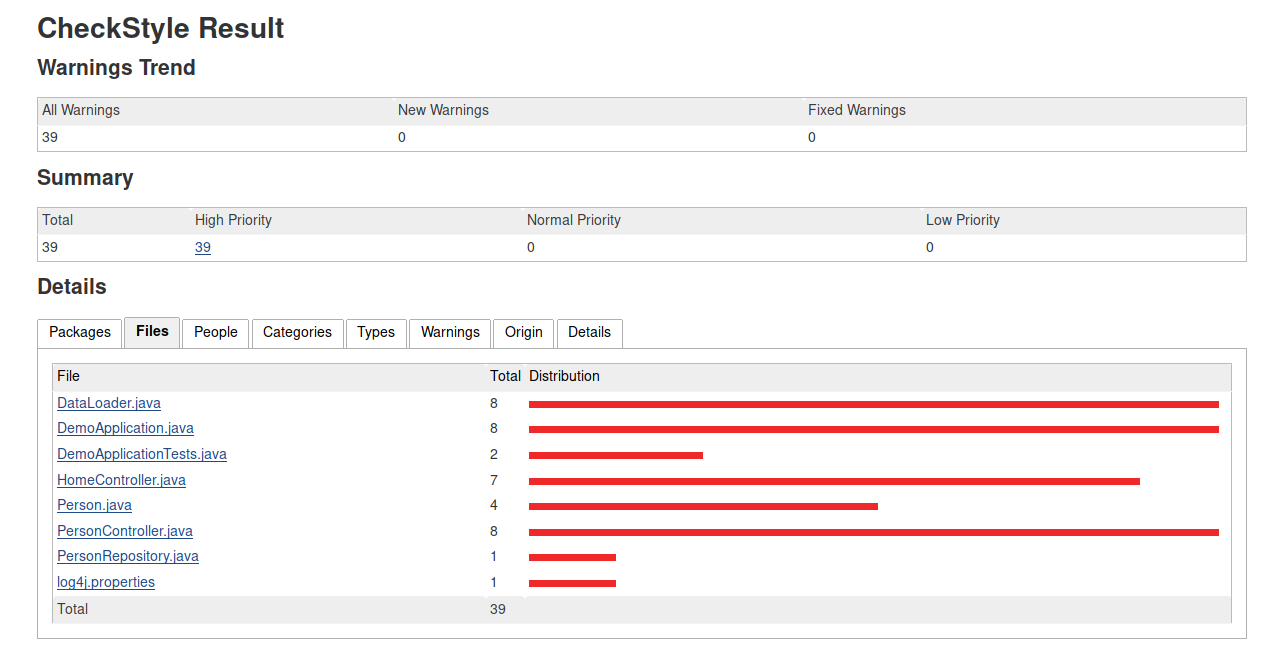 CheckStyle Result
Warnings Trend
All Warnings New Warnings Fixed Warnings
39 0 0
Summary
Total High Priority Normal Priority Low Priority
39 39 0 0
Details
Packages Files People Categories Types Warnings Origin Details
File Total Distribution
DataLoader.java 8
DemoApplication.java 8
DemoApplicationTests.java 2
HomeController.java 7
Person.java 4
PersonController.java 8
PersonRepository.java 1
log4j.properties 1
Total 39